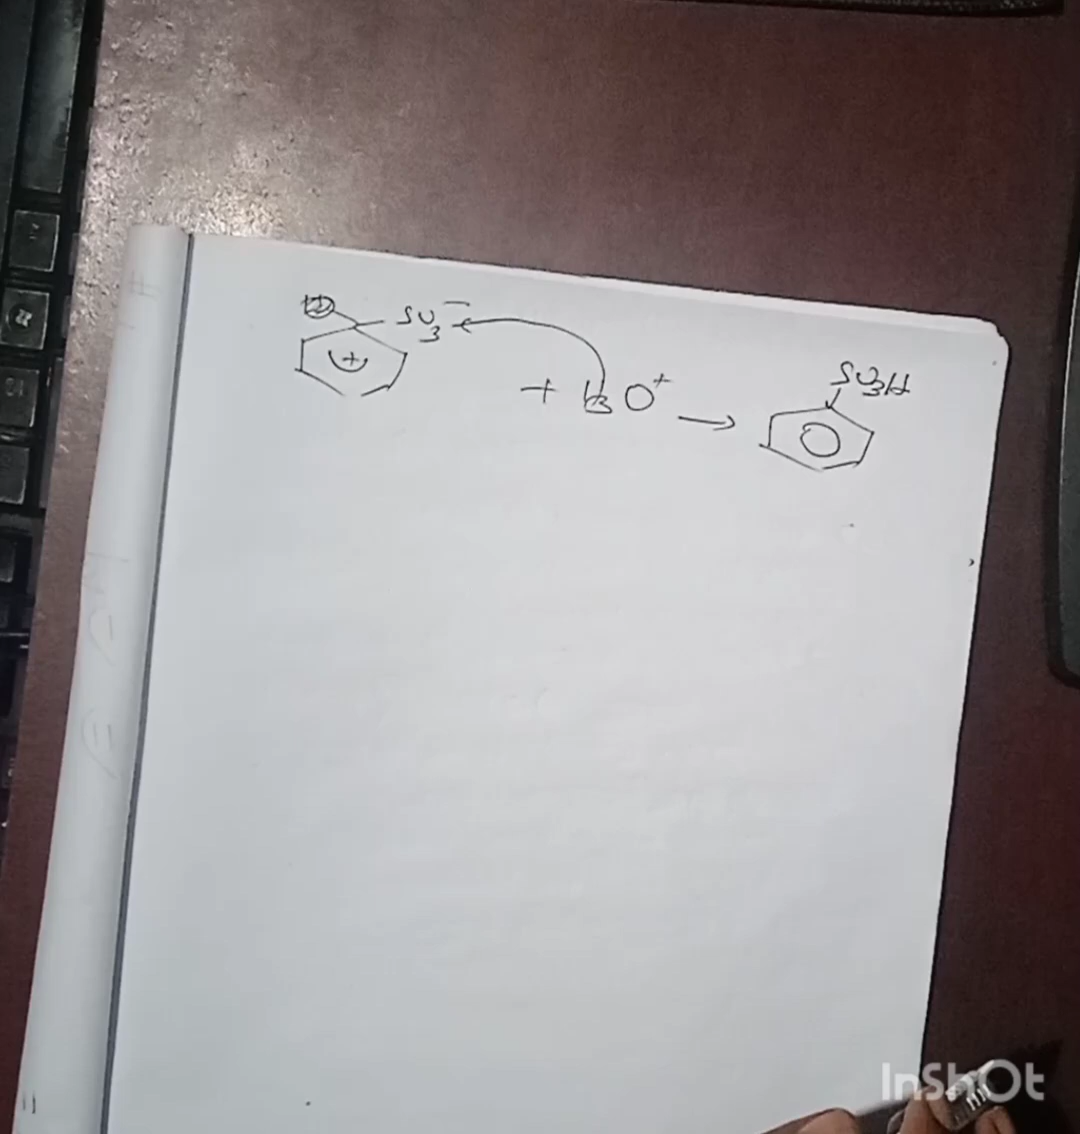 SO₃⁻
+
+ H₃O⁺ →
SO₃H
InShOt